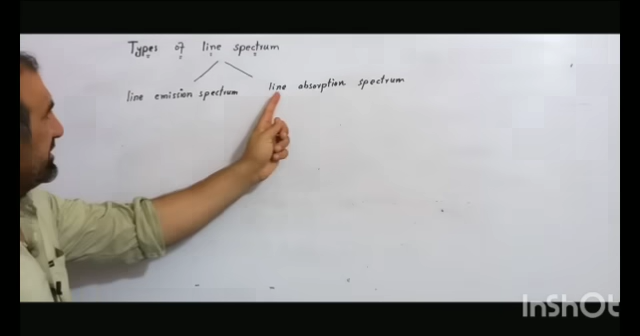 Types of line spectrum
line emission spectrum
line absorption spectrum
InShOt